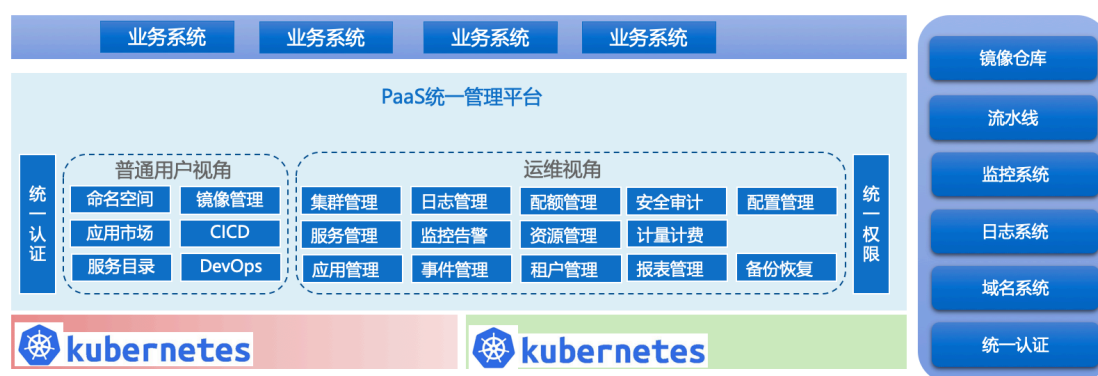 业务系统 业务系统 业务系统 业务系统
PaaS统一管理平台
统一认证
普通用户视角
命名空间 镜像管理
应用市场 CICD
服务目录 DevOps
运维视角
集群管理 日志管理 配额管理 安全审计 配置管理
服务管理 监控告警 资源管理 计量计费
应用管理 事件管理 租户管理 报表管理 备份恢复
统一权限
kubernetes kubernetes
镜像仓库
流水线
监控系统
日志系统
域名系统
统一认证